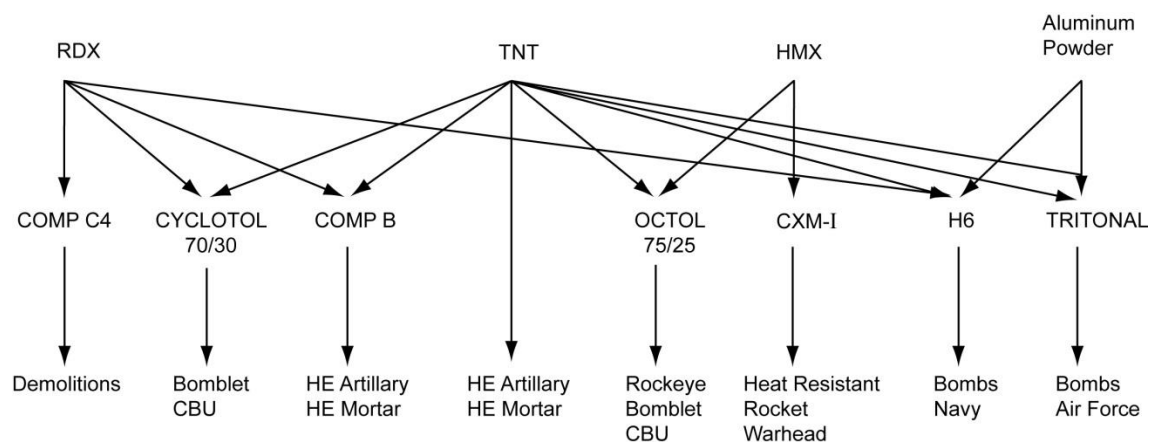 RDX
TNT
HMX
Aluminum
Powder
COMP C4
CYCLOTOL
70/30
COMP B
OCTOL
75/25
CXM-I
H6
TRITONAL
Demolitions
Bomblet
CBU
HE Artillary
HE Mortar
HE Artillary
HE Mortar
Rockeye
Bomblet
CBU
Heat Resistant
Rocket
Warhead
Bombs
Navy
Bombs
Air Force